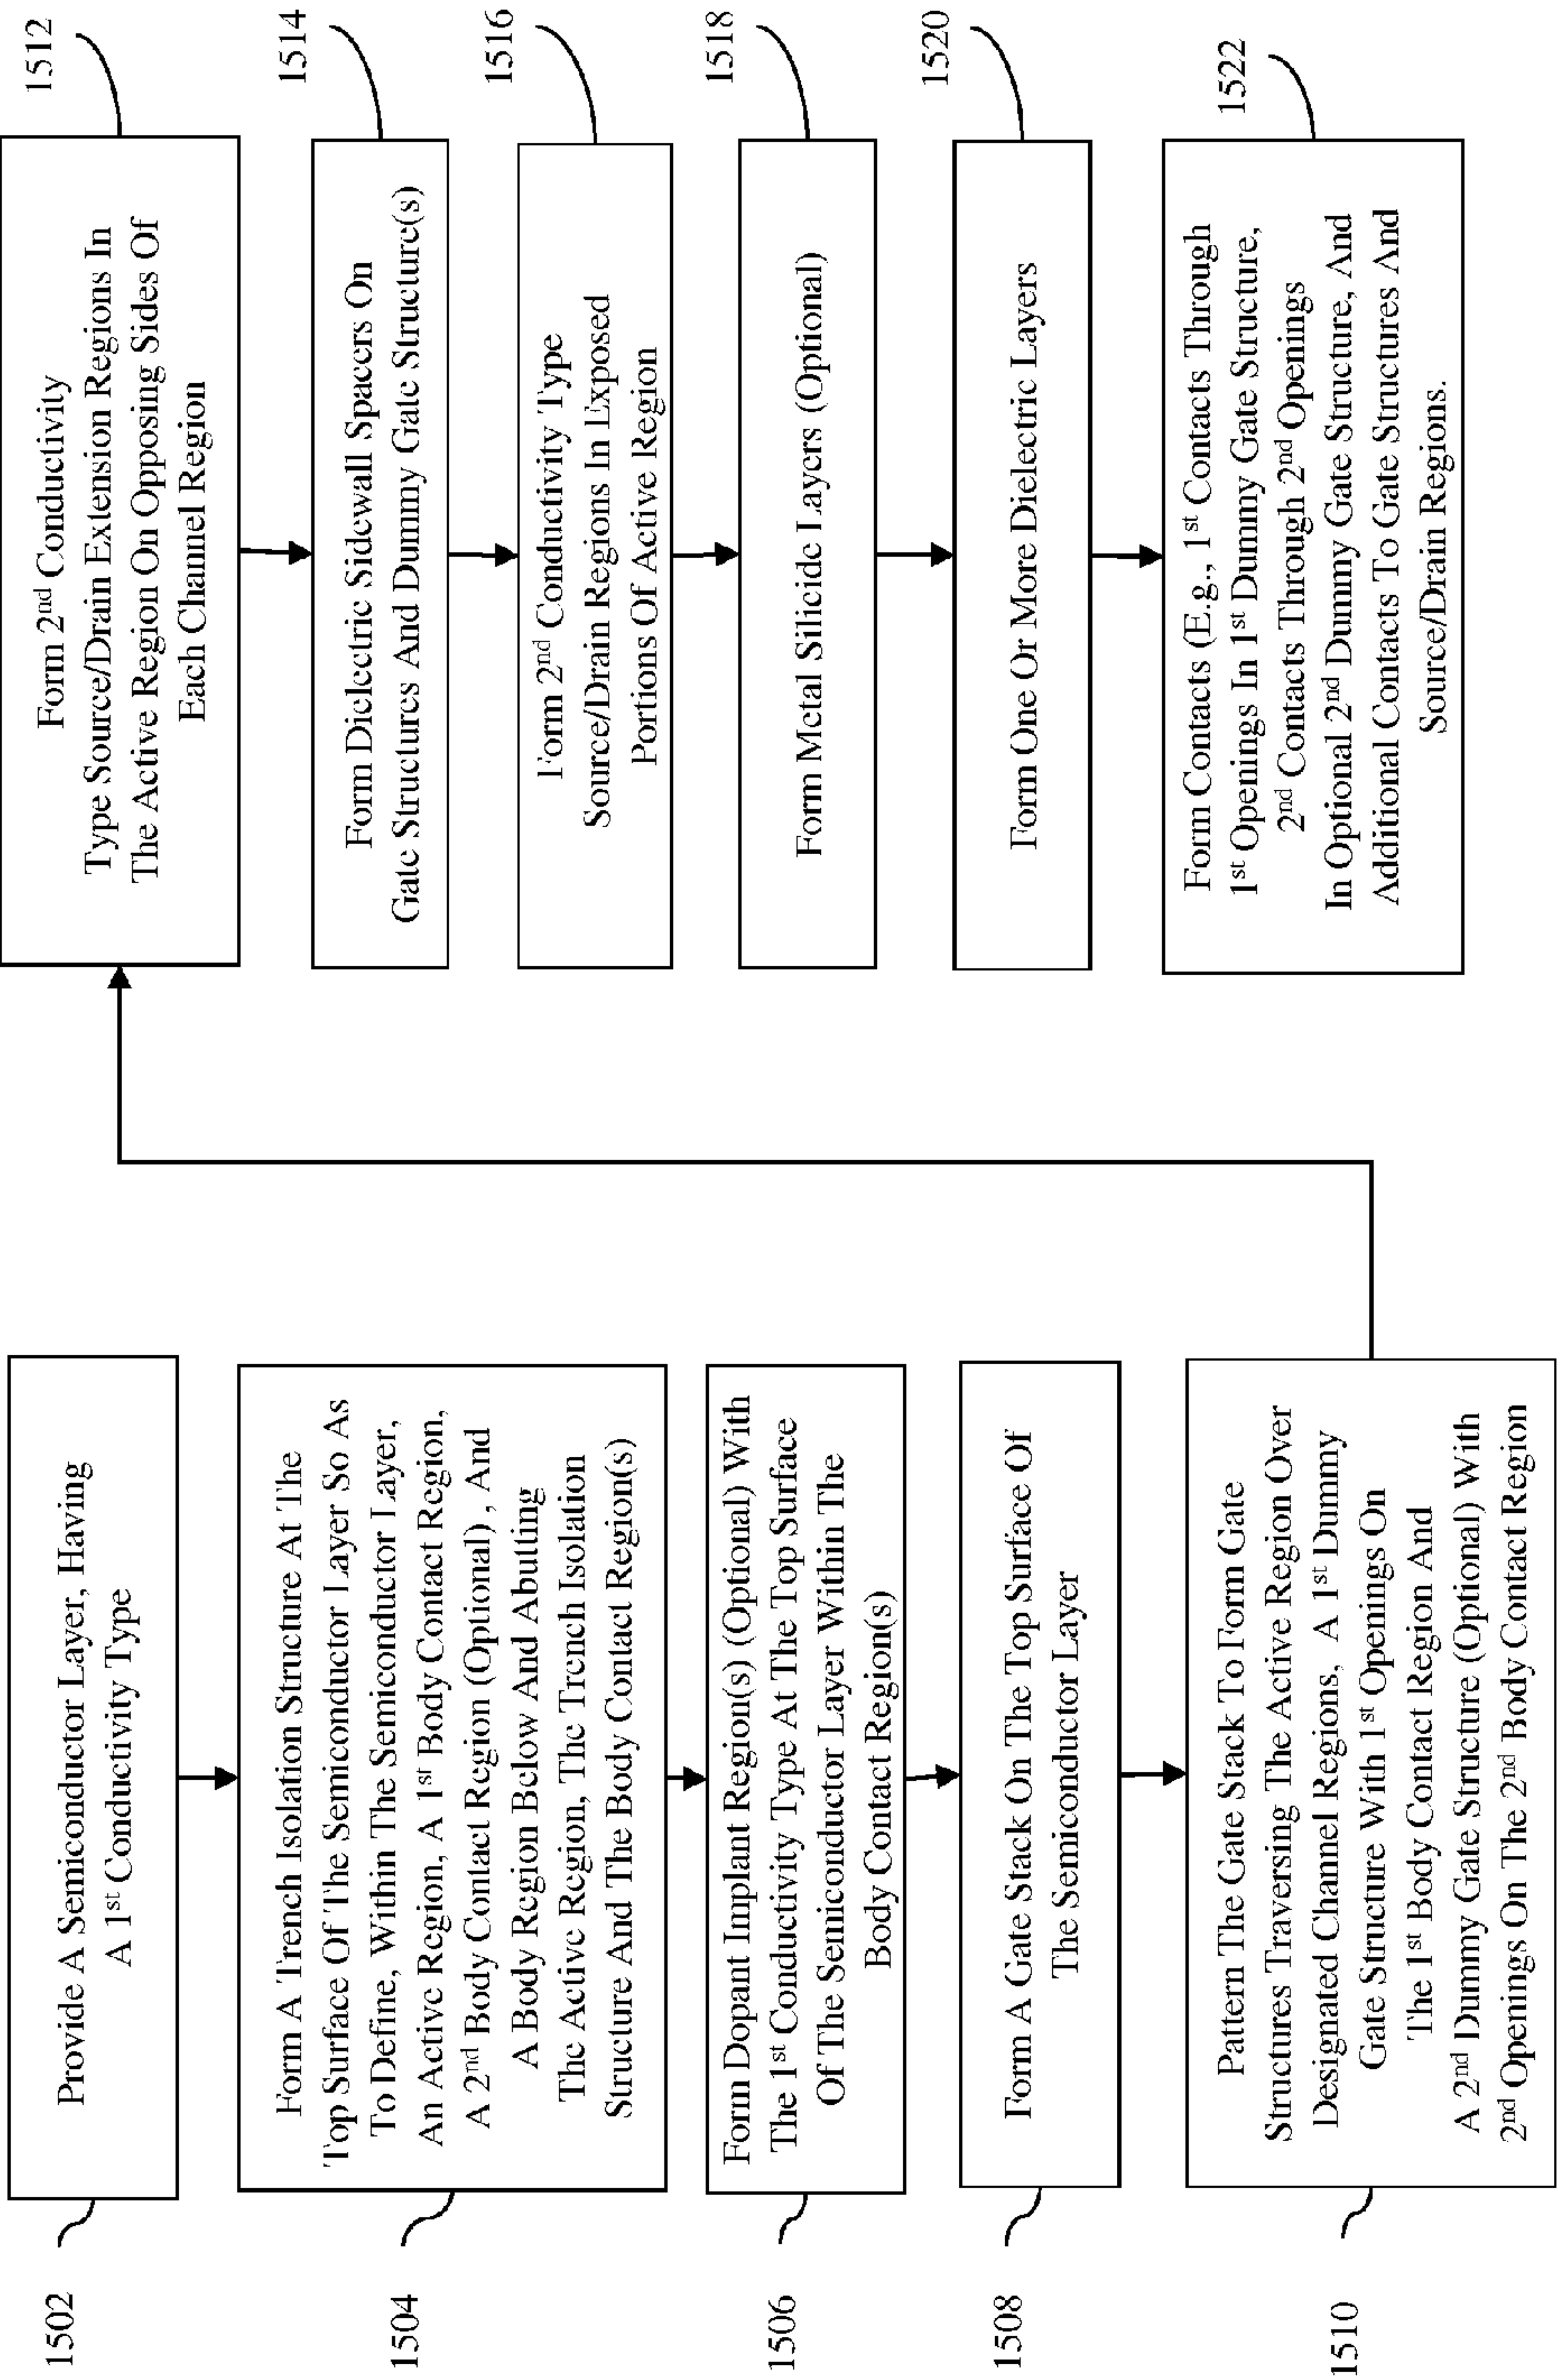 1502
Provide A Semiconductor Layer, Having
A 1st Conductivity Type
1504
Form A Trench Isolation Structure At The
Top Surface Of The Semiconductor Layer So As
To Define, Within The Semiconductor Layer,
An Active Region, A 1st Body Contact Region,
A 2nd Body Contact Region (Optional) , And
A Body Region Below And Abutting
The Active Region, The Trench Isolation
Structure And The Body Contact Region(s)
1506
Form Dopant Implant Region(s) (Optional) With
The 1st Conductivity Type At The Top Surface
Of The Semiconductor Layer Within The
Body Contact Region(s)
1508
Form A Gate Stack On The Top Surface Of
The Semiconductor Layer
1510
Pattern The Gate Stack To Form Gate
Structures Traversing The Active Region Over
Designated Channel Regions, A 1st Dummy
Gate Structure With 1st Openings On
The 1st Body Contact Region And
A 2nd Dummy Gate Structure (Optional) With
2nd Openings On The 2nd Body Contact Region
1512
Form 2nd Conductivity
Type Source/Drain Extension Regions In
The Active Region On Opposing Sides Of
Each Channel Region
1514
Form Dielectric Sidewall Spacers On
Gate Structures And Dummy Gate Structure(s)
1516
Form 2nd Conductivity Type
Source/Drain Regions In Exposed
Portions Of Active Region
1518
Form Metal Silicide Layers (Optional)
1520
Form One Or More Dielectric Layers
1522
Form Contacts (E.g., 1st Contacts Through
1st Openings In 1st Dummy Gate Structure,
2nd Contacts Through 2nd Openings
In Optional 2nd Dummy Gate Structure, And
Additional Contacts To Gate Structures And
Source/Drain Regions.